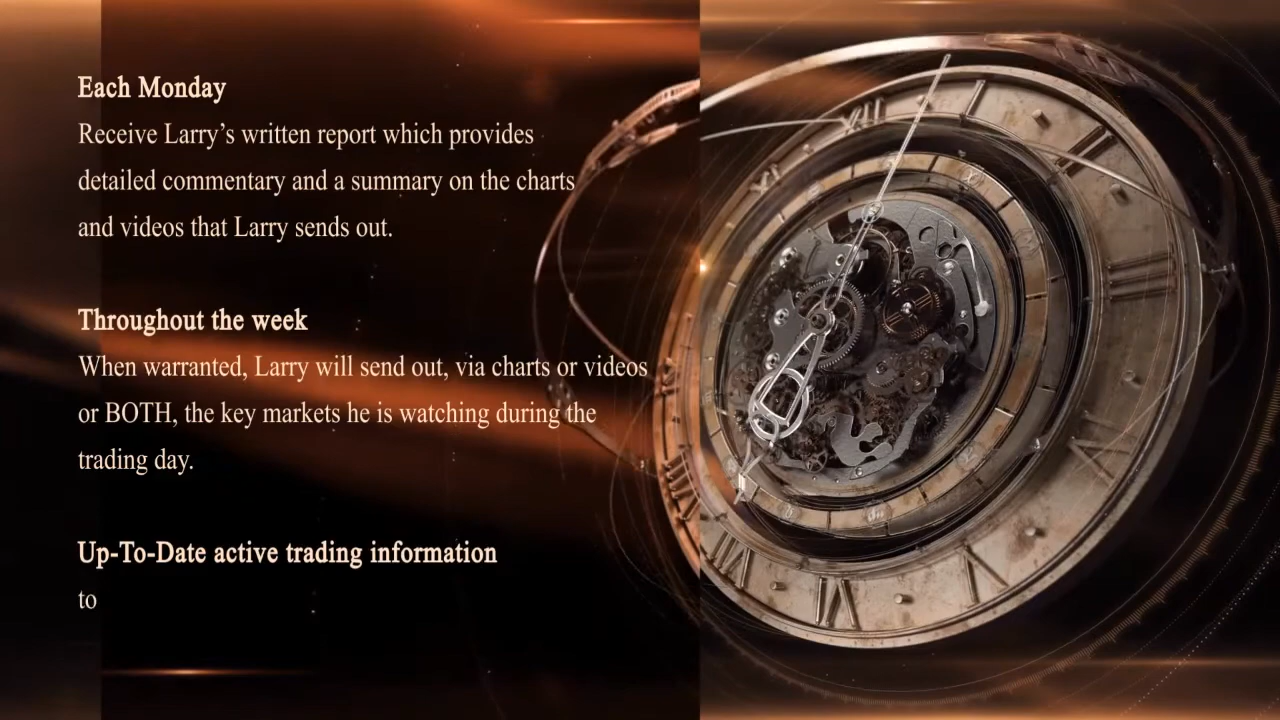 Each Monday
Receive Larry’s written report which provides
detailed commentary and a summary on the charts
and videos that Larry sends out.
Throughout the week
When warranted, Larry will send out, via charts or videos
or BOTH, the key markets he is watching during the
trading day.
Up-To-Date active trading information
to